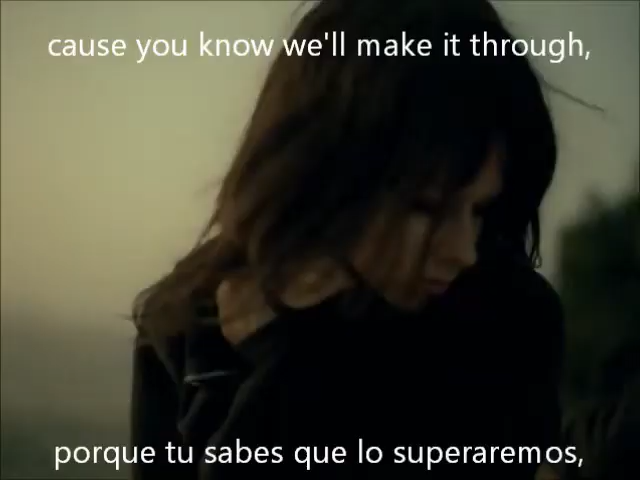 cause you know we'll make it through,
porque tu sabes que lo superaremos,